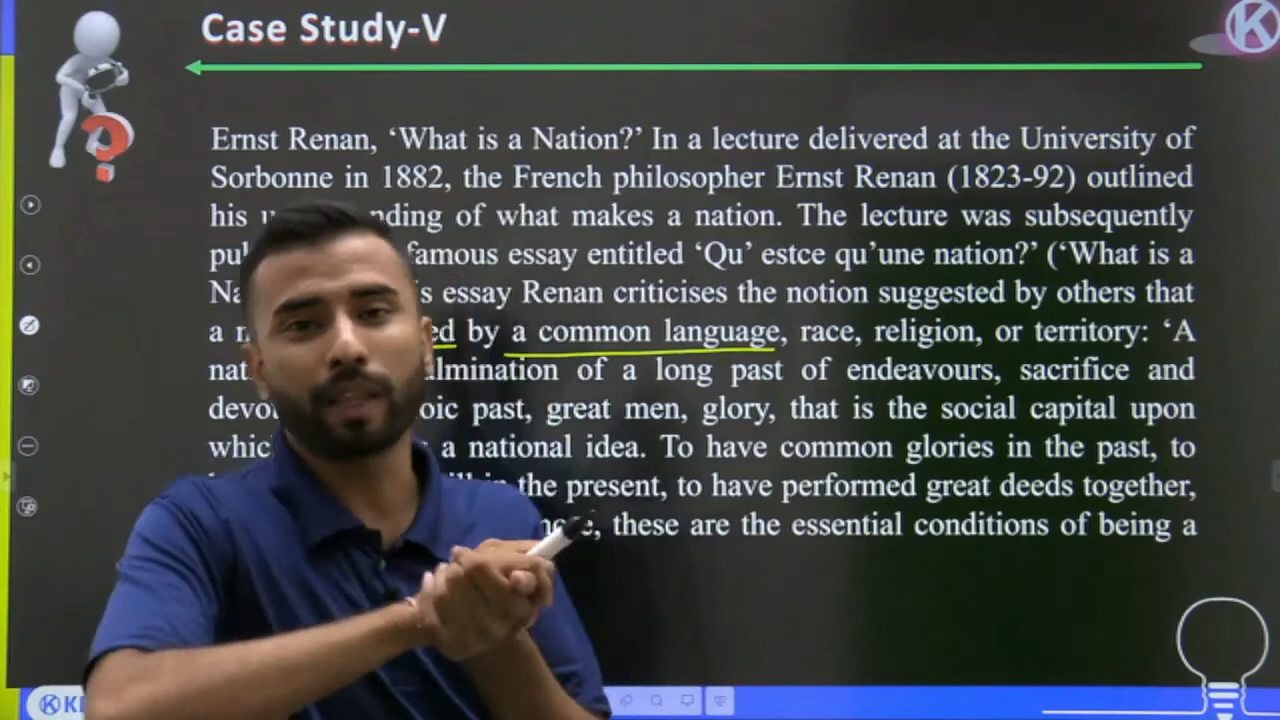 Case Study-V
K
Ernst Renan, ‘What is a Nation?’ In a lecture delivered at the University of
Sorbonne in 1882, the French philosopher Ernst Renan (1823-92) outlined
his nding of what makes a nation. The lecture was subsequently
famous essay entitled ‘Qu’ estce qu’une nation?’ (‘What is a
s essay Renan criticises the notion suggested by others that
a ed by a common language, race, religion, or territory: ‘A
lmination of a long past of endeavours, sacrifice and
oic past, great men, glory, that is the social capital upon
a national idea. To have common glories in the past, to
the present, to have performed great deeds together,
these are the essential conditions of being a